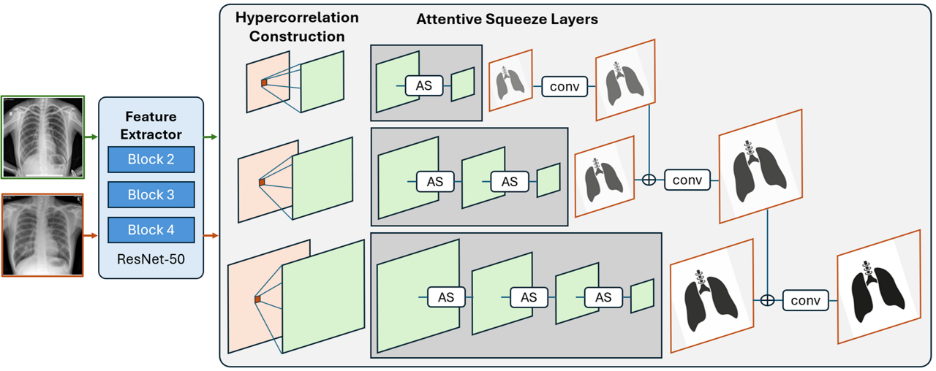 Hypercorrelation
Construction
Attentive Squeeze Layers
AS
conv
Feature
Extractor
Block 2
Block 3
Block 4
ResNet-50
AS
AS
conv
AS
AS
AS
conv